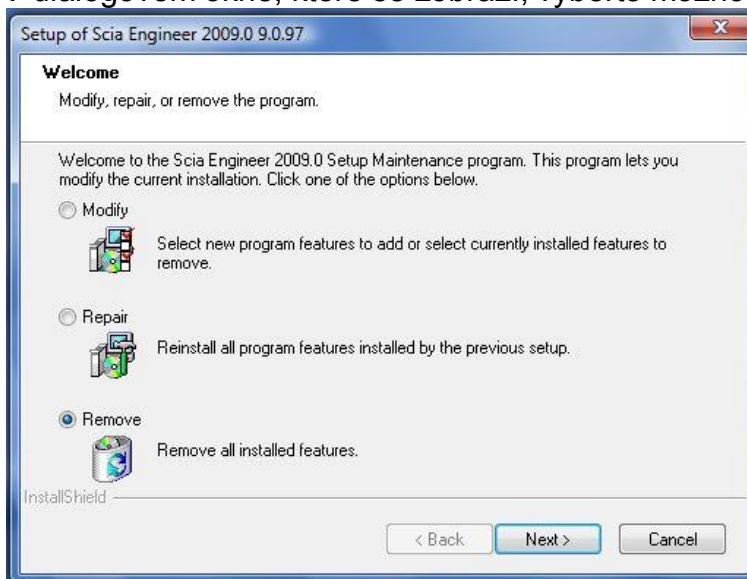 V dialogovém okně, které se zobrazí, vyberte možno
Setup of Scia Engineer 2009.0 9.0.97
Welcome
Modify, repair, or remove the program.
Welcome to the Scia Engineer 2009.0 Setup Maintenance program. This program lets you
modify the current installation. Click one of the options below.
Modify
Select new program features to add or select currently installed features to
remove.
Repair
Reinstall all program features installed by the previous setup.
Remove
Remove all installed features.
InstallShield
< Back
Next >
Cancel